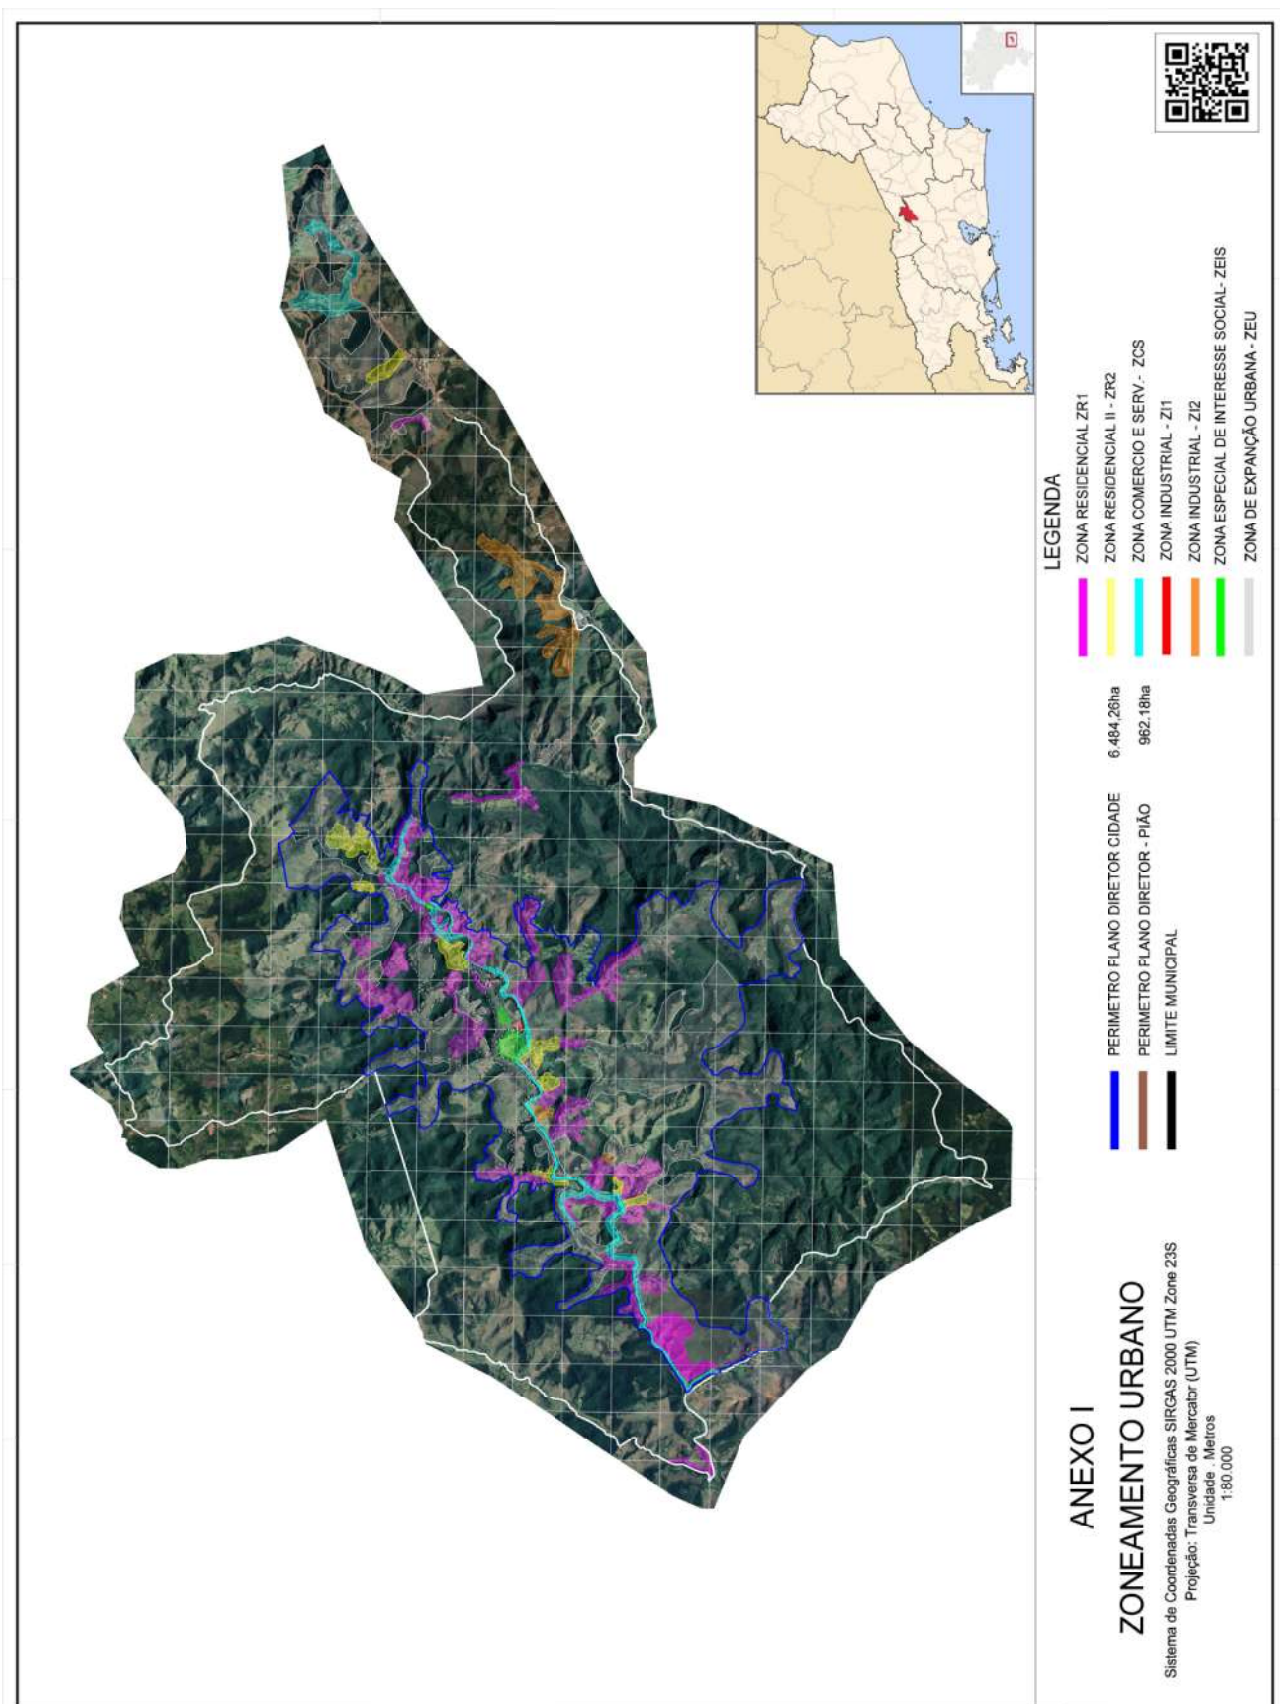 ANEXO I
ZONEAMENTO URBANO
Sistema de Coordenadas Geográficas SIRGAS 2000 UTM Zone 23S
Projeção: Transversa de Mercator (UTM)
Unidade . Metros
1:80.000
PERIMETRO PLANO DIRETOR CIDADE 6.484,26ha
PERIMETRO PLANO DIRETOR - PIÃO 962,18ha
LIMITE MUNICIPAL
LEGENDA
ZONA RESIDENCIAL ZR1
ZONA RESIDENCIAL II - ZR2
ZONA COMERCIO E SERV.- ZCS
ZONA INDUSTRIAL - ZI1
ZONA INDUSTRIAL - ZI2
ZONA ESPECIAL DE INTERESSE SOCIAL- ZEIS
ZONA DE EXPANÇÃO URBANA - ZEU